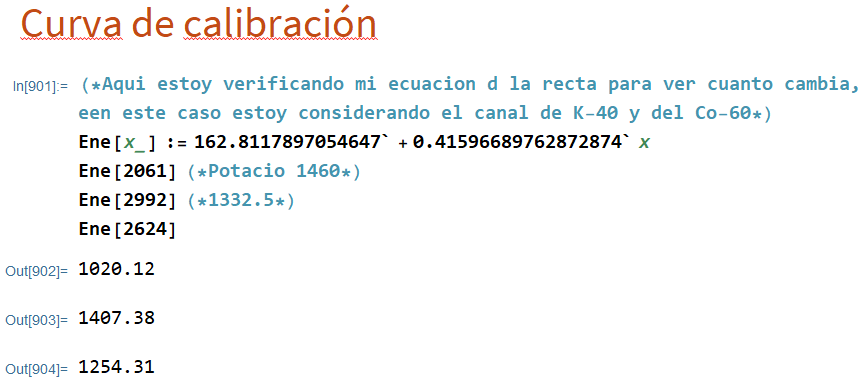 Curva de calibración
In[901]:= (*Aqui estoy verificando mi ecuacion d la recta para ver cuanto cambia,
een este caso estoy considerando el canal de K-40 y del Co-60*)
Ene[x_] := 162.8117897054647` + 0.41596689762872874` x
Ene[2061] (*Potacio 1460*)
Ene[2992] (*1332.5*)
Ene[2624]
Out[902]= 1020.12
Out[903]= 1407.38
Out[904]= 1254.31